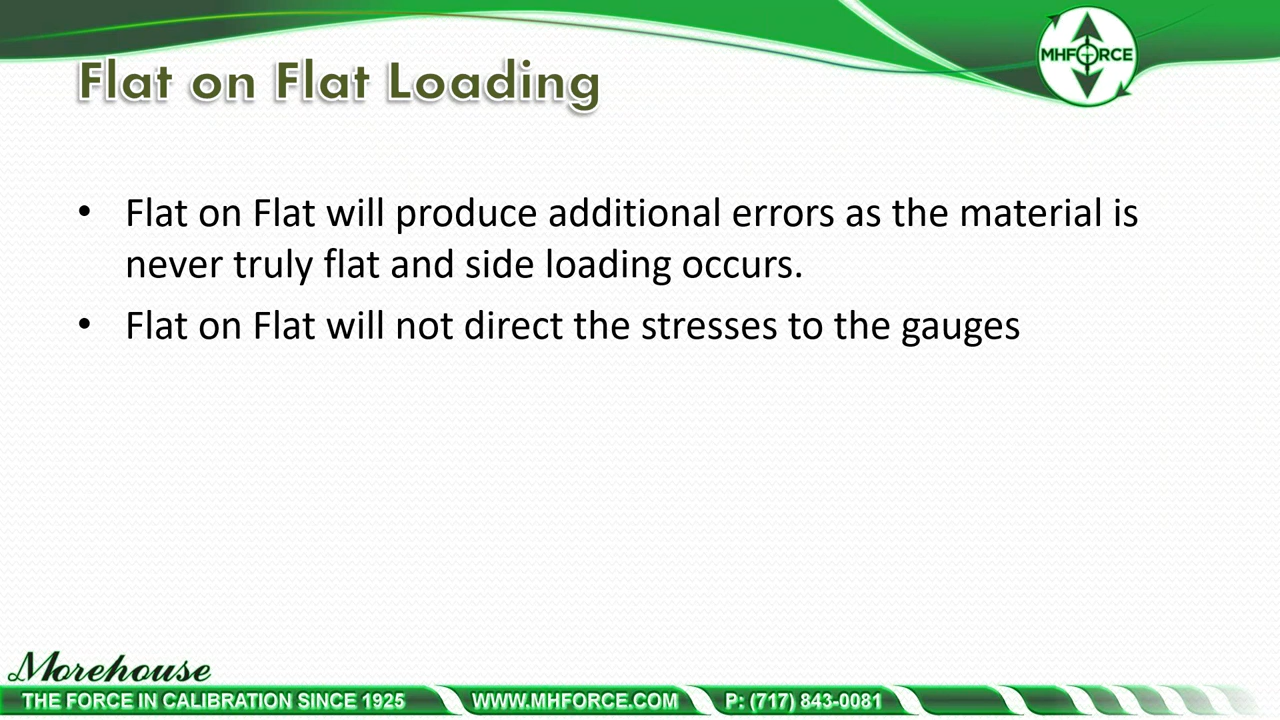 MHFORCE
Flat on Flat Loading
• Flat on Flat will produce additional errors as the material is
never truly flat and side loading occurs.
• Flat on Flat will not direct the stresses to the gauges
Morehouse
THE FORCE IN CALIBRATION SINCE 1925 WWW.MHFORCE.COM P: (717) 843-0081